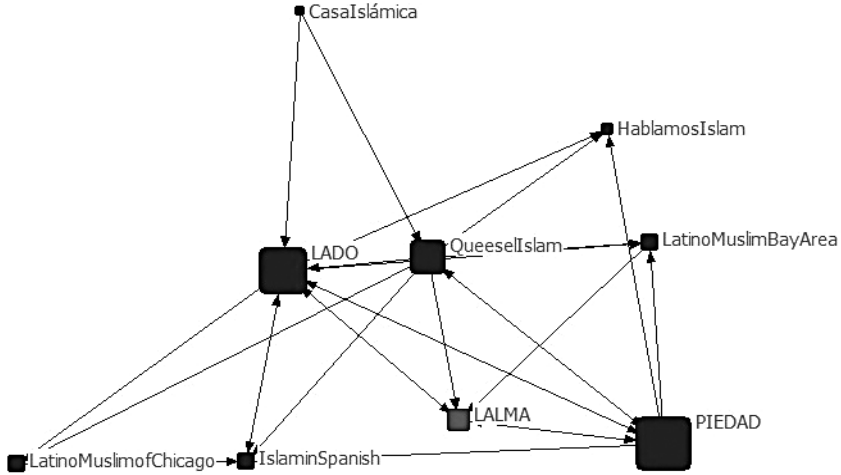 CasaIslámica
HablamosIslam
LADO
QueeselIslam
LatinoMuslimBayArea
LALMA
PIEDAD
LatinoMuslimofChicago
IslaminSpanish